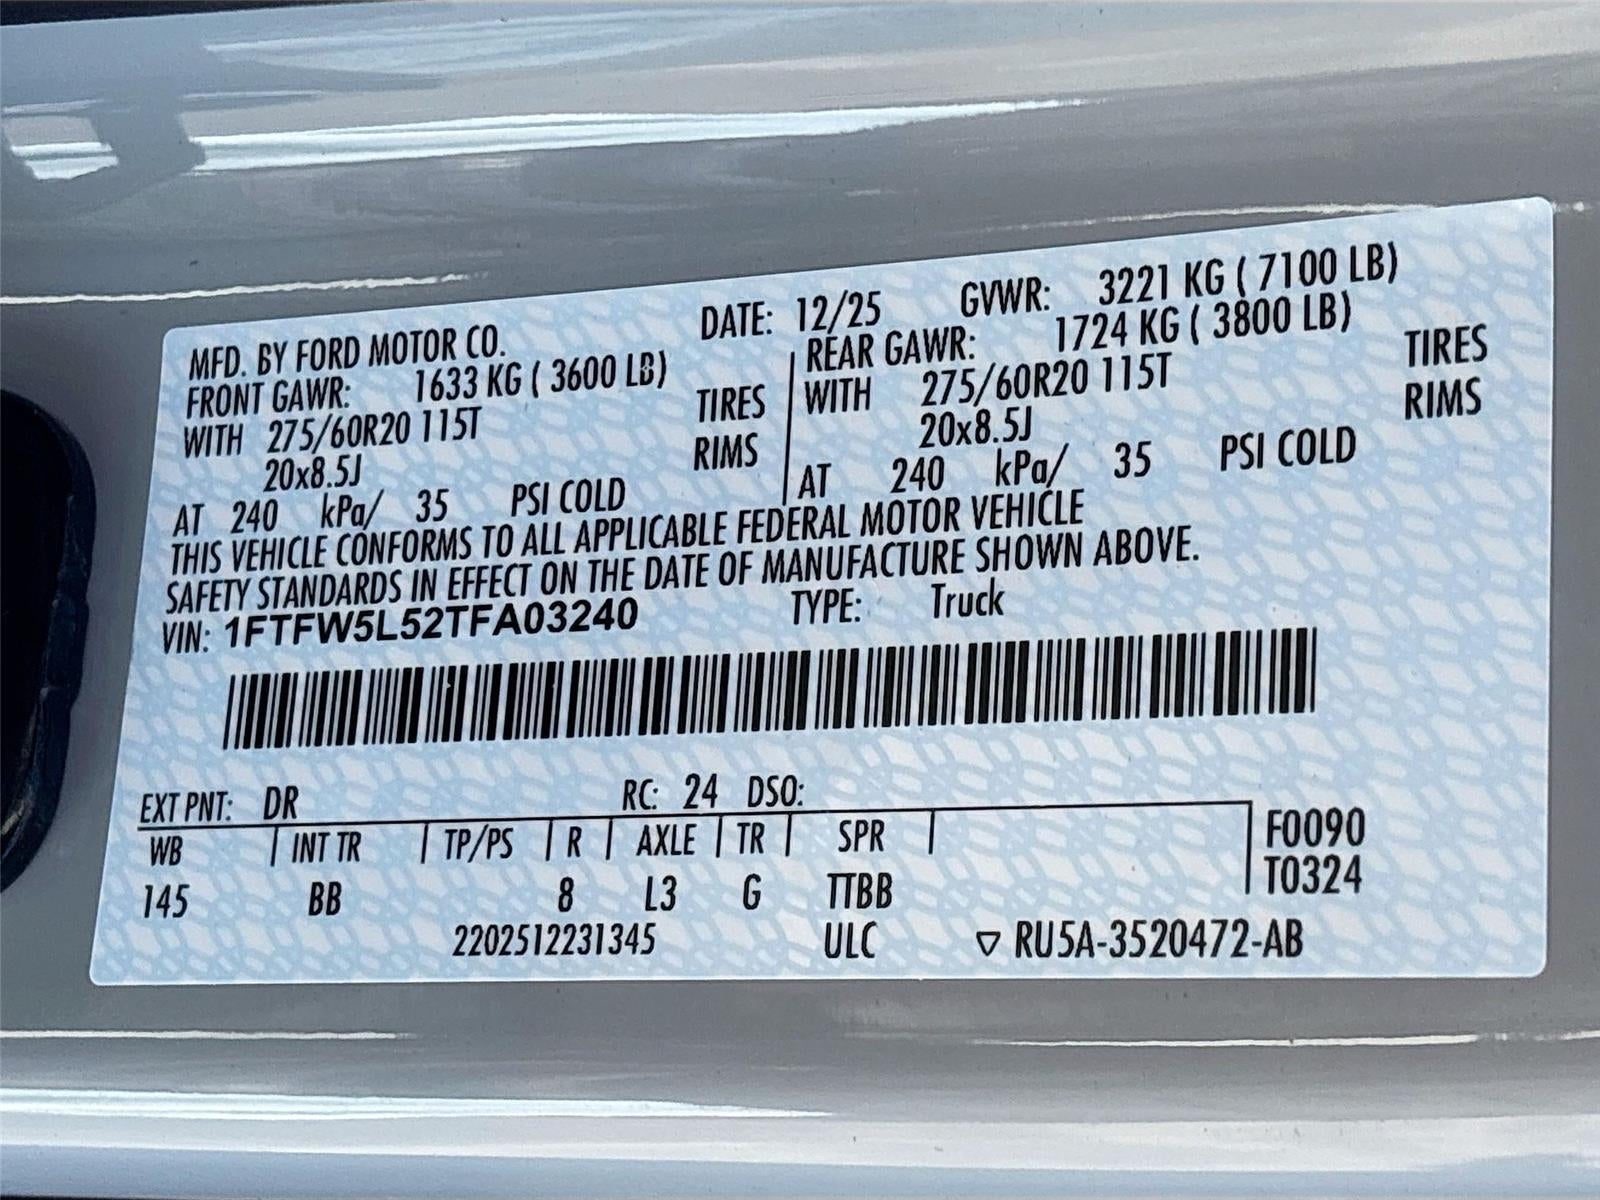 MFD. BY FORD MOTOR CO. DATE: 12/25 GVWR: 3221 KG ( 7100 LB)
FRONT GAWR: 1633 KG ( 3600 LB)
WITH 275/60R20 115T TIRES
20x8.5J RIMS
AT 240 kPa/ 35 PSI COLD
REAR GAWR: 1724 KG ( 3800 LB)
WITH 275/60R20 115T TIRES
20x8.5J RIMS
AT 240 kPa/ 35 PSI COLD
THIS VEHICLE CONFORMS TO ALL APPLICABLE FEDERAL MOTOR VEHICLE
SAFETY STANDARDS IN EFFECT ON THE DATE OF MANUFACTURE SHOWN ABOVE.
VIN: 1FTFW5L52TFA03240 TYPE: Truck
EXT PNT: DR RC: 24 DSO:
WB INT TR TP/PS R AXLE TR SPR F0090
145 BB 8 L3 G TTBB T0324
2202512231345 ULC ▽ RU5A-3520472-AB